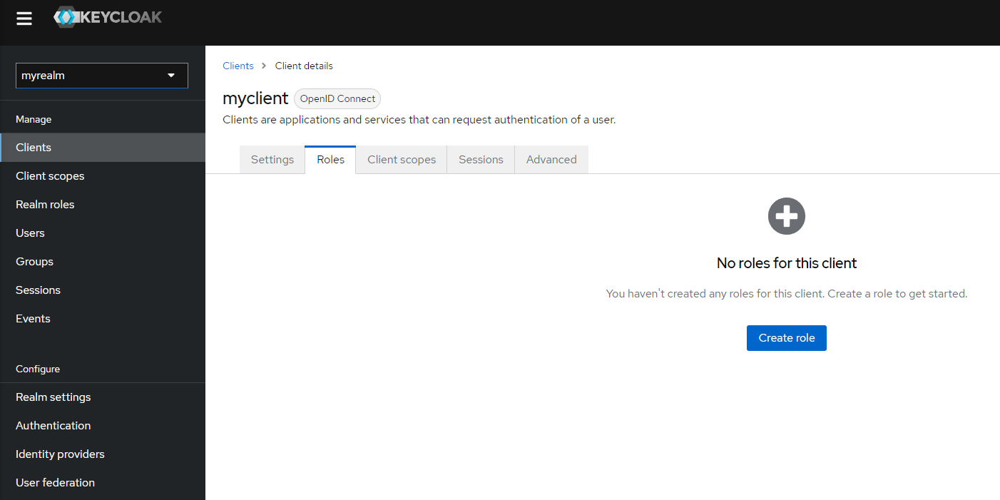 KEYCLOAK
myrealm
Manage
Clients
Client scopes
Realm roles
Users
Groups
Sessions
Events
Configure
Realm settings
Authentication
Identity providers
User federation
Clients > Client details
myclient OpenID Connect
Clients are applications and services that can request authentication of a user.
Settings Roles Client scopes Sessions Advanced
No roles for this client
You haven't created any roles for this client. Create a role to get started.
Create role